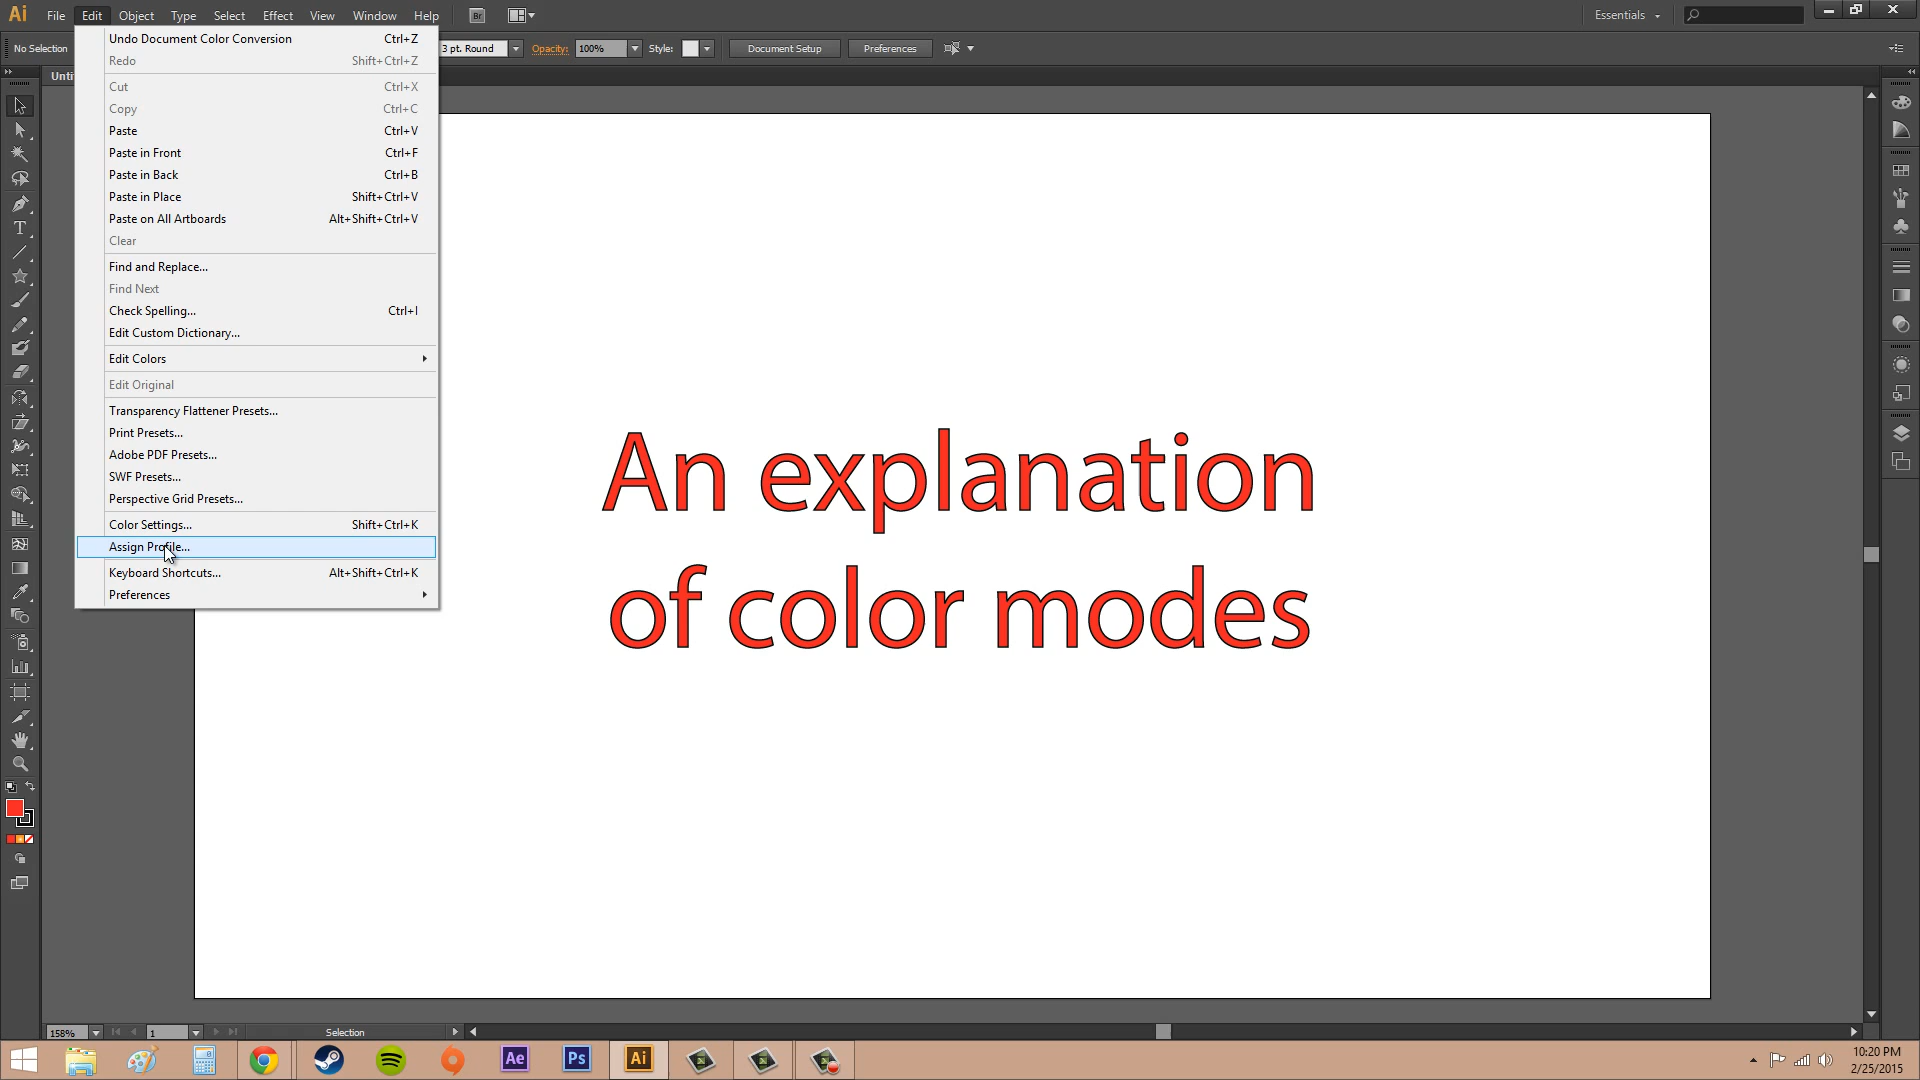 Ai File Edit Object Type Select Effect View Window Help Br Essentials
No Selection 3 pt. Round Opacity: 100% Style: Document Setup Preferences
Unti
Undo Document Color Conversion Ctrl+Z
Redo Shift+Ctrl+Z
Cut Ctrl+X
Copy Ctrl+C
Paste Ctrl+V
Paste in Front Ctrl+F
Paste in Back Ctrl+B
Paste in Place Shift+Ctrl+V
Paste on All Artboards Alt+Shift+Ctrl+V
Clear
Find and Replace...
Find Next
Check Spelling... Ctrl+I
Edit Custom Dictionary...
Edit Colors
Edit Original
Transparency Flattener Presets...
Print Presets...
Adobe PDF Presets...
SWF Presets...
Perspective Grid Presets...
Color Settings... Shift+Ctrl+K
Assign Profile...
Keyboard Shortcuts... Alt+Shift+Ctrl+K
Preferences
An explanation
of color modes
158% 1 Selection
Ae Ps Ai
10:20 PM
2/25/2015